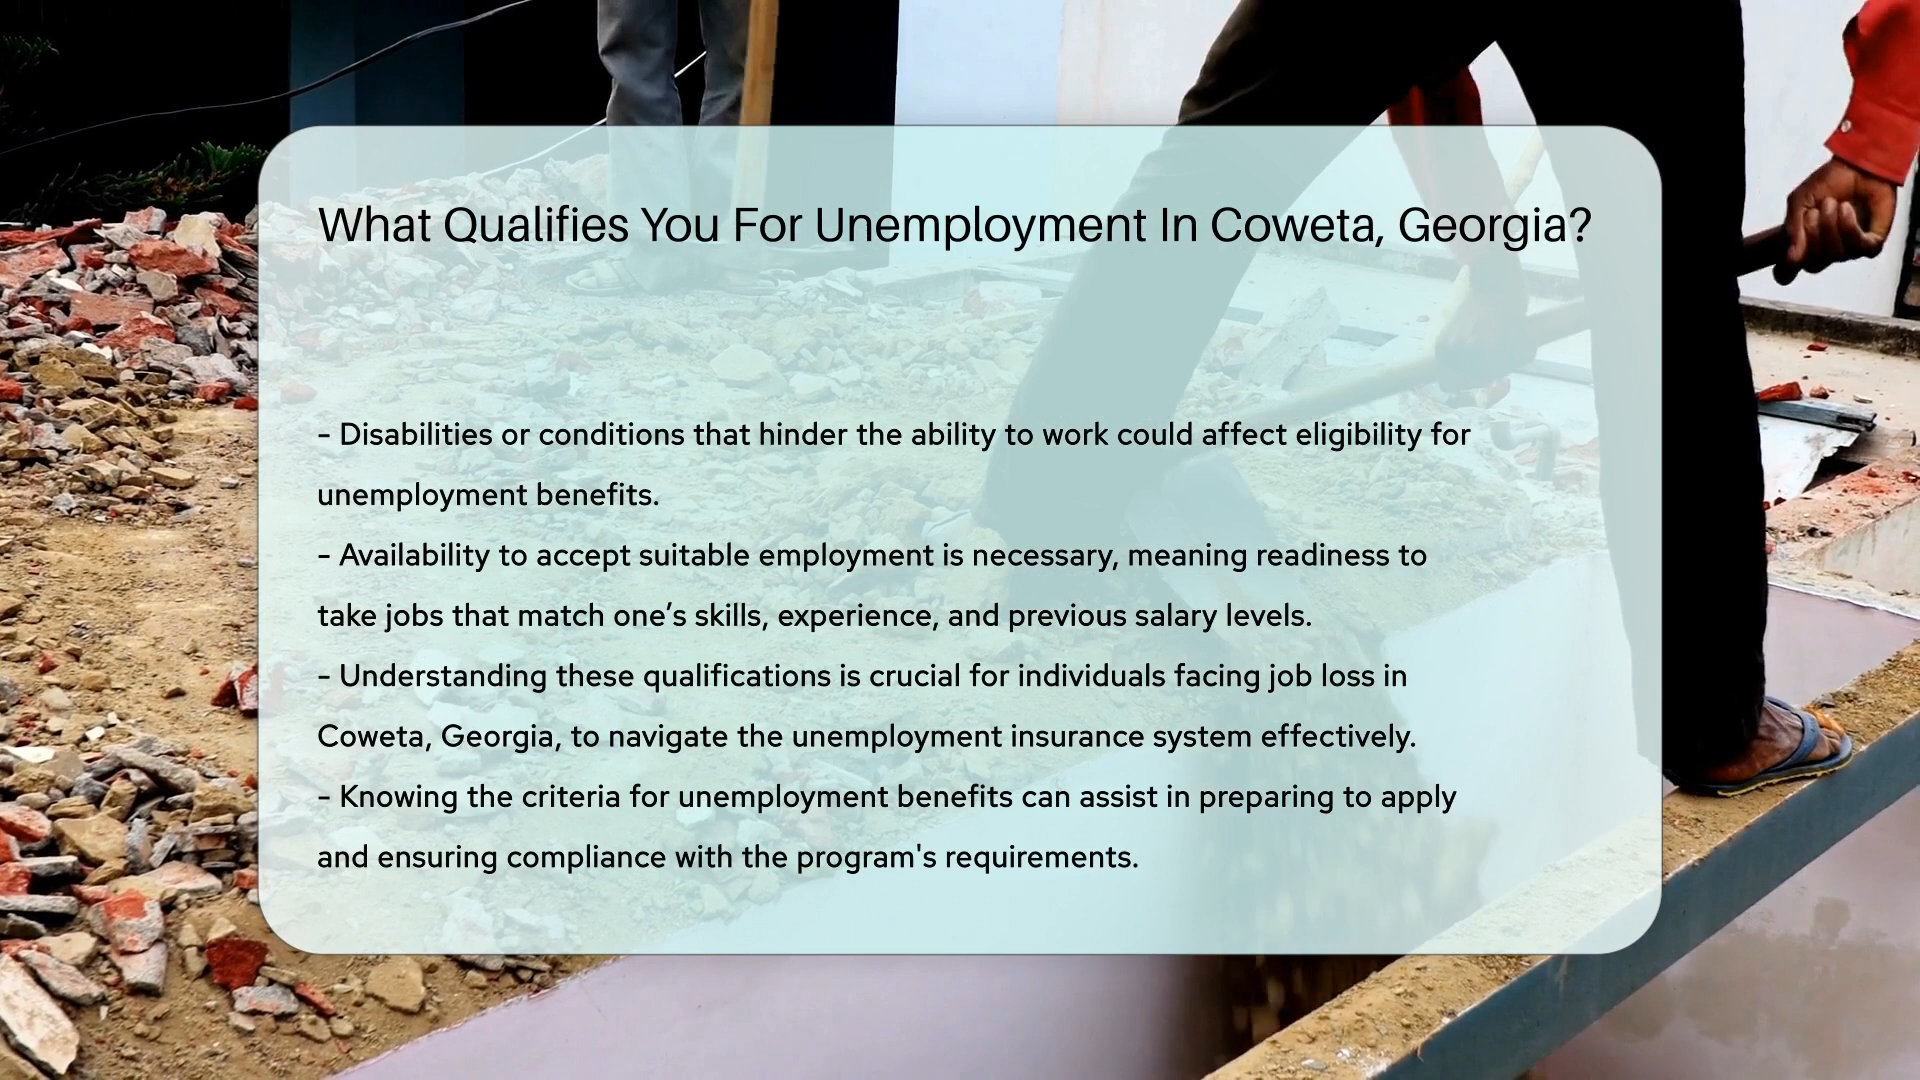 What Qualifies You For Unemployment In Coweta, Georgia?
– Disabilities or conditions that hinder the ability to work could affect eligibility for
unemployment benefits.
– Availability to accept suitable employment is necessary, meaning readiness to
take jobs that match one’s skills, experience, and previous salary levels.
– Understanding these qualifications is crucial for individuals facing job loss in
Coweta, Georgia, to navigate the unemployment insurance system effectively.
– Knowing the criteria for unemployment benefits can assist in preparing to apply
and ensuring compliance with the program's requirements.